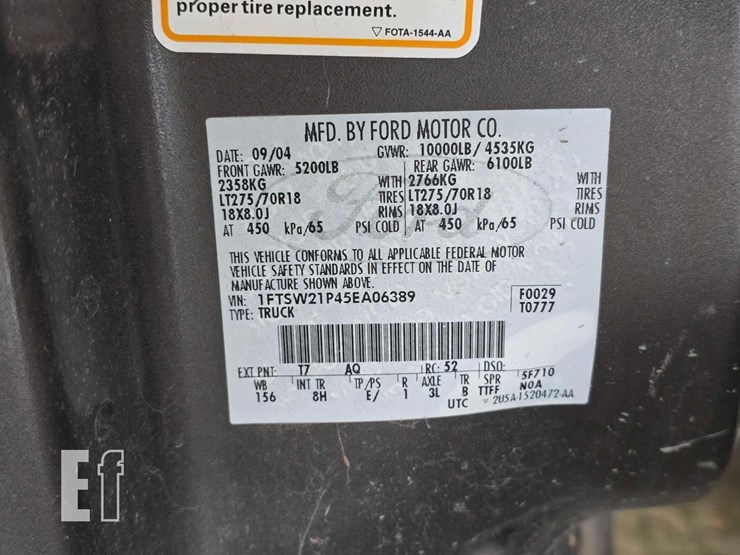 proper tire replacement.
▽ FOTA-1544-AA
MFD. BY FORD MOTOR CO.
DATE: 09/04 GVWR: 10000LB/ 4535KG
FRONT GAWR: 5200LB REAR GAWR: 6100LB
2358KG WITH 2766KG WITH
LT275/70R18 TIRES LT275/70R18 TIRES
18X8.0J RIMS 18X8.0J RIMS
AT 450 kPa/65 PSI COLD AT 450 kPa/65 PSI COLD
Ford
THIS VEHICLE CONFORMS TO ALL APPLICABLE FEDERAL MOTOR
VEHICLE SAFETY STANDARDS IN EFFECT ON THE DATE OF
MANUFACTURE SHOWN ABOVE.
VIN: 1FTSW21P45EA06389 F0029
TYPE: TRUCK T0777
EXT PNT: T7 AQ RC: 52 DSO:
WB INT TR TP/PS R AXLE TR SPR 5F710
156 8H E/ 1 3L B TTFF N0A
UTC ▽ 2U5A-1520472-AA
Ef